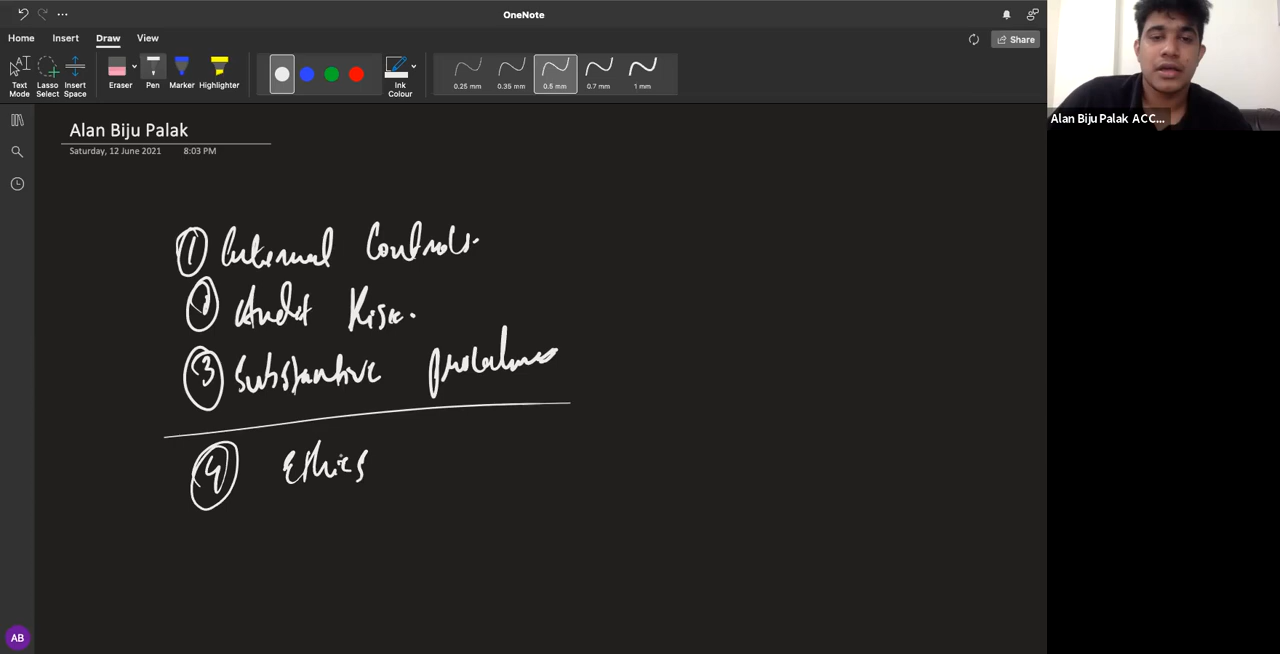 OneNote
Home Insert Draw View
Share
Text Mode
Lasso Select
Insert Space
Eraser
Pen
Marker
Highlighter
Ink Colour
0.25 mm
0.35 mm
0.5 mm
0.7 mm
1 mm
Alan Biju Palak ACC...
Alan Biju Palak
Saturday, 12 June 2021 8:03 PM
1 Internal Controls.
2 Audit Risk.
3 Substantive procedures
4 Ethics
AB